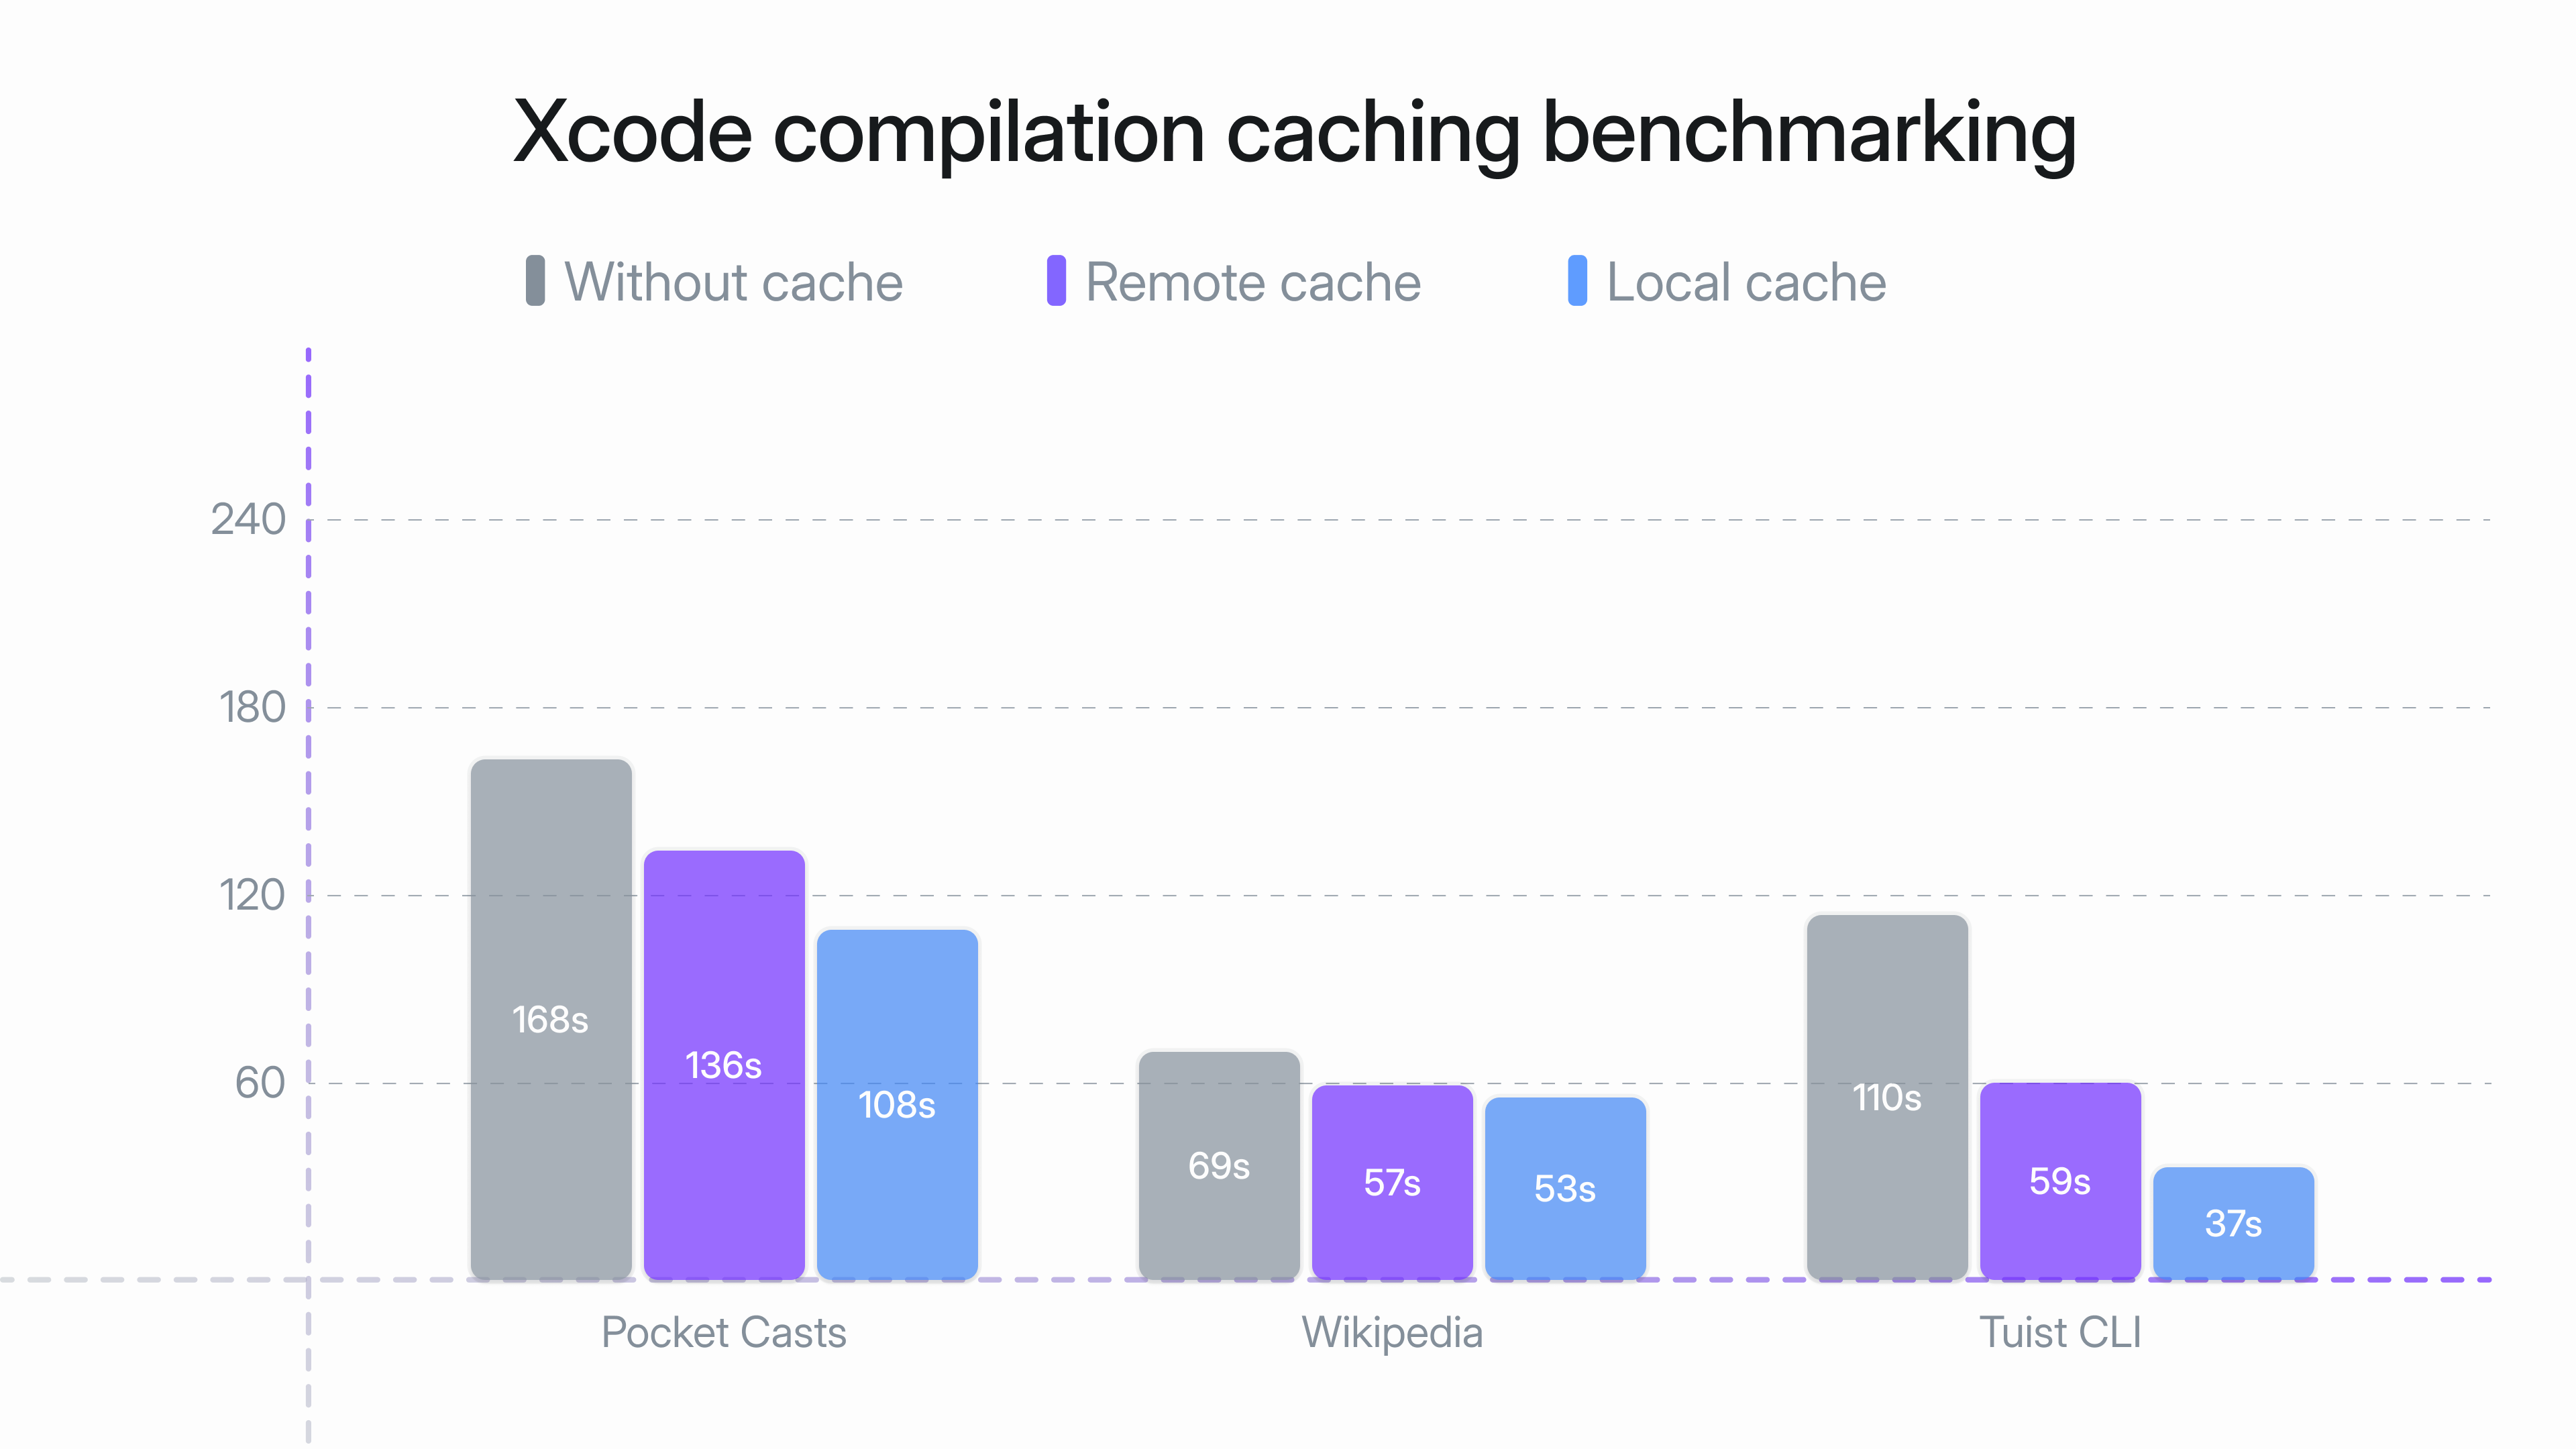 Xcode compilation caching benchmarking
Without cache
Remote cache
Local cache
240
180
120
60
168s
136s
108s
69s
57s
53s
110s
59s
37s
Pocket Casts
Wikipedia
Tuist CLI